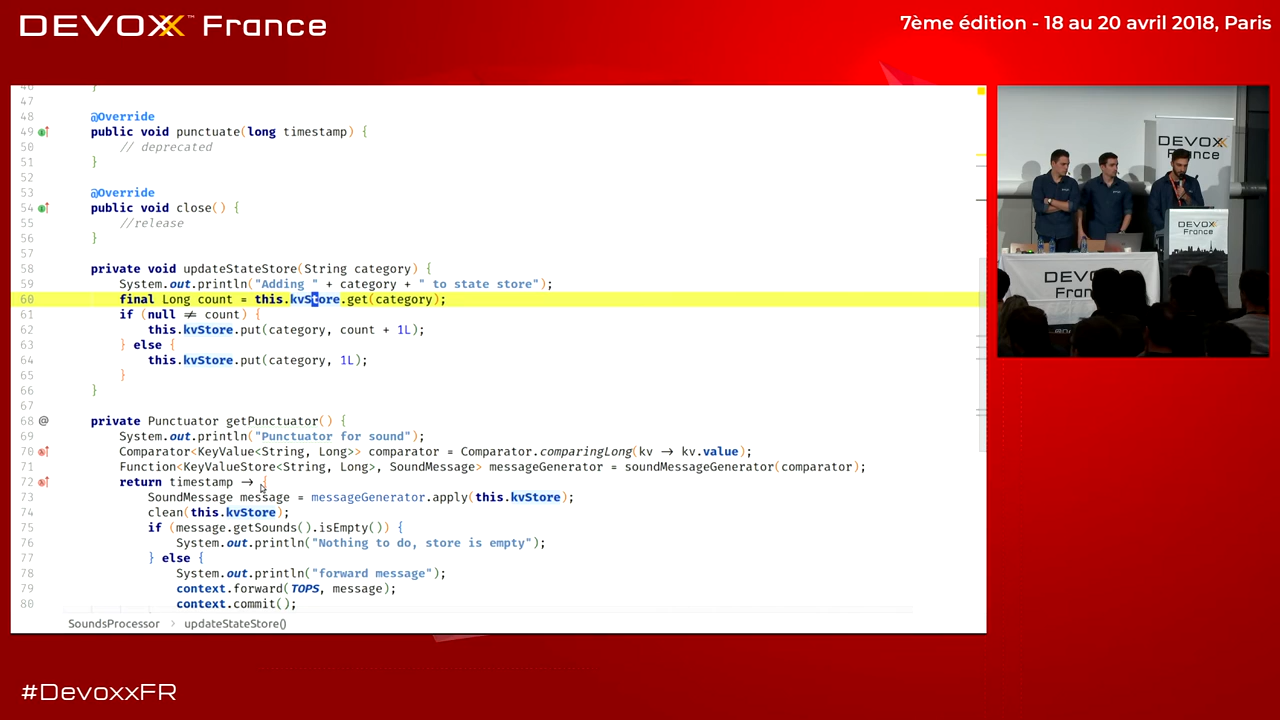 DEVOXX™ France
7ème édition - 18 au 20 avril 2018, Paris
46 }
47
48 @Override
49 public void punctuate(long timestamp) {
50 // deprecated
51 }
52
53 @Override
54 public void close() {
55 //release
56 }
57
58 private void updateStateStore(String category) {
59 System.out.println("Adding " + category + " to state store");
60 final Long count = this.kvStore.get(category);
61 if (null ≠ count) {
62 this.kvStore.put(category, count + 1L);
63 } else {
64 this.kvStore.put(category, 1L);
65 }
66 }
67
68 @ private Punctuator getPunctuator() {
69 System.out.println("Punctuator for sound");
70 Comparator<KeyValue<String, Long>> comparator = Comparator.comparingLong(kv → kv.value);
71 Function<KeyValueStore<String, Long>, SoundMessage> messageGenerator = soundMessageGenerator(comparator);
72 return timestamp → {
73 SoundMessage message = messageGenerator.apply(this.kvStore);
74 clean(this.kvStore);
75 if (message.getSounds().isEmpty()) {
76 System.out.println("Nothing to do, store is empty");
77 } else {
78 System.out.println("forward message");
79 context.forward(TOPS, message);
80 context.commit();
SoundsProcessor > updateStateStore()
DEVOXX
France
DEVOXX
France
DEVOXX
France
#DevoxxFR